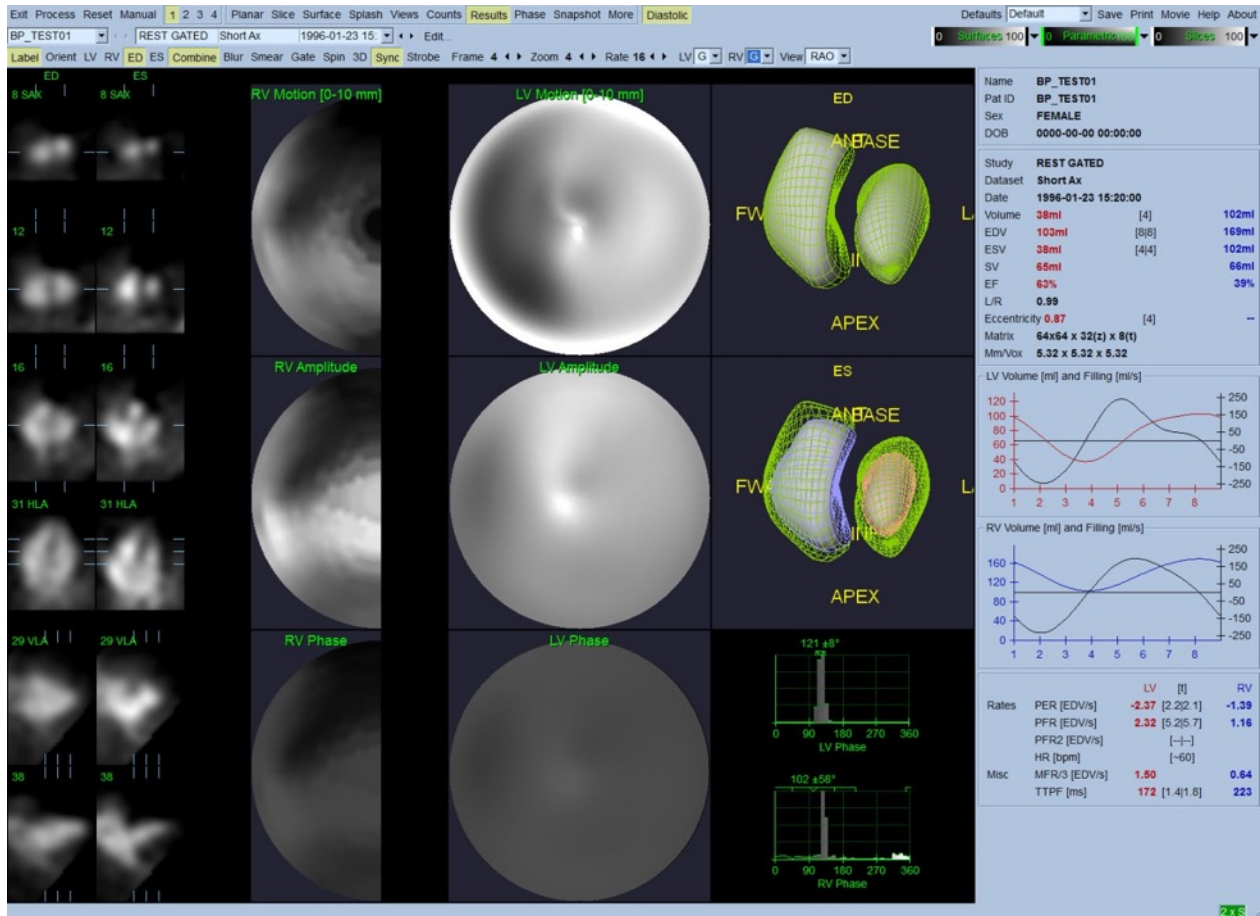 Exit Process Reset Manual 1 2 3 4 Planar Slice Surface Splash Views Counts Results Phase Snapshot More Diastolic Defaults Default Save Print Movie Help About
BP_TEST01 REST GATED Short Ax 1996-01-23 15: Edit... 0 Surfaces 100 0 Parametric 0 Slices 100
Label Orient LV RV ED ES Combine Blur Smear Gate Spin 3D Sync Strobe Frame 4 Zoom 4 Rate 16 LV G RV G View RAO
ED ES
8 SAX 8 SAX
12 12
16 16
31 HLA 31 HLA
29 VLA 29 VLA
38 38
RV Motion [0-10 mm] LV Motion [0-10 mm] ED
BASE
FW
APEX
RV Amplitude LV Amplitude ES
BASE
FW
APEX
RV Phase LV Phase
121 ±8°
0 90 180 270 360
LV Phase
102 ±58°
0 90 180 270 360
RV Phase
Name BP_TEST01
Pat ID BP_TEST01
Sex FEMALE
DOB 0000-00-00 00:00:00
Study REST GATED
Dataset Short Ax
Date 1996-01-23 15:20:00
Volume 38ml [4] 102ml
EDV 103ml [8|8] 169ml
ESV 38ml [4|4] 102ml
SV 65ml 66ml
EF 63% 39%
L/R 0.99
Eccentricity 0.87 [4] --
Matrix 64x64 x 32(z) x 8(t)
Mm/Vox 5.32 x 5.32 x 5.32
LV Volume [ml] and Filling [ml/s]
120 250
100 150
80 50
60 -50
40 -150
20 -250
0
1 2 3 4 5 6 7 8
RV Volume [ml] and Filling [ml/s]
160 250
120 150
80 50
40 -50
0 -150
-250
1 2 3 4 5 6 7 8
LV [t] RV
Rates PER [EDV/s] -2.37 [2.2|2.1] -1.39
PFR [EDV/s] 2.32 [5.2|5.7] 1.16
PFR2 [EDV/s] [--|--]
HR [bpm] [~60]
Misc MFR/3 [EDV/s] 1.50 0.64
TTPF [ms] 172 [1.4|1.8] 223
2 x S